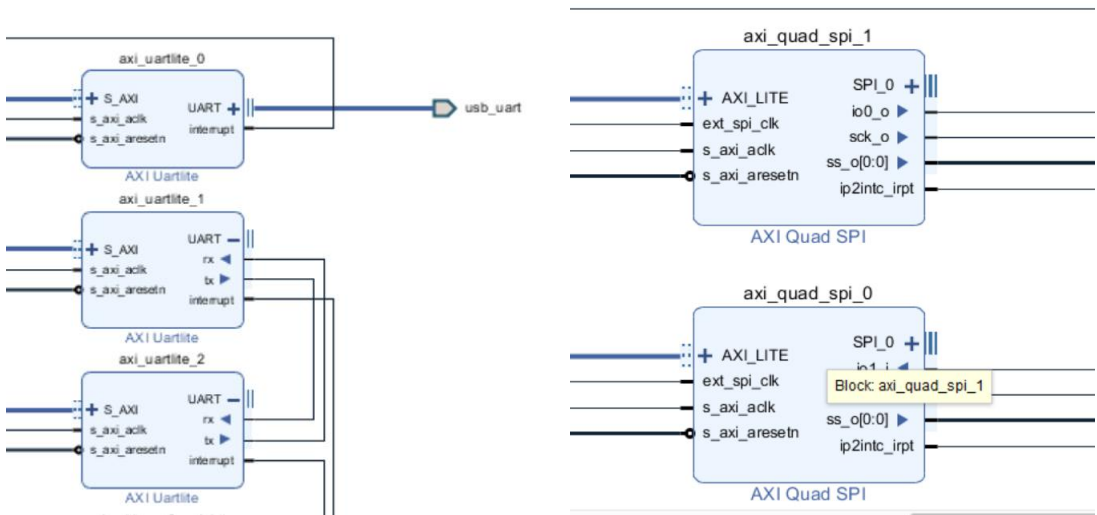 axi_uartlite_0
S_AXI
s_axi_aclk
s_axi_aresetn
UART
interrupt
AXI Uartlite
usb_uart
axi_uartlite_1
S_AXI
s_axi_aclk
s_axi_aresetn
UART
rx
tx
interrupt
AXI Uartlite
axi_uartlite_2
S_AXI
s_axi_aclk
s_axi_aresetn
UART
rx
tx
interrupt
AXI Uartlite
axi_quad_spi_1
AXI_LITE
ext_spi_clk
s_axi_aclk
s_axi_aresetn
SPI_0
io0_o
sck_o
ss_o[0:0]
ip2intc_irpt
AXI Quad SPI
axi_quad_spi_0
AXI_LITE
ext_spi_clk
s_axi_aclk
s_axi_aresetn
SPI_0
Block: axi_quad_spi_1
ss_o[0:0]
ip2intc_irpt
AXI Quad SPI